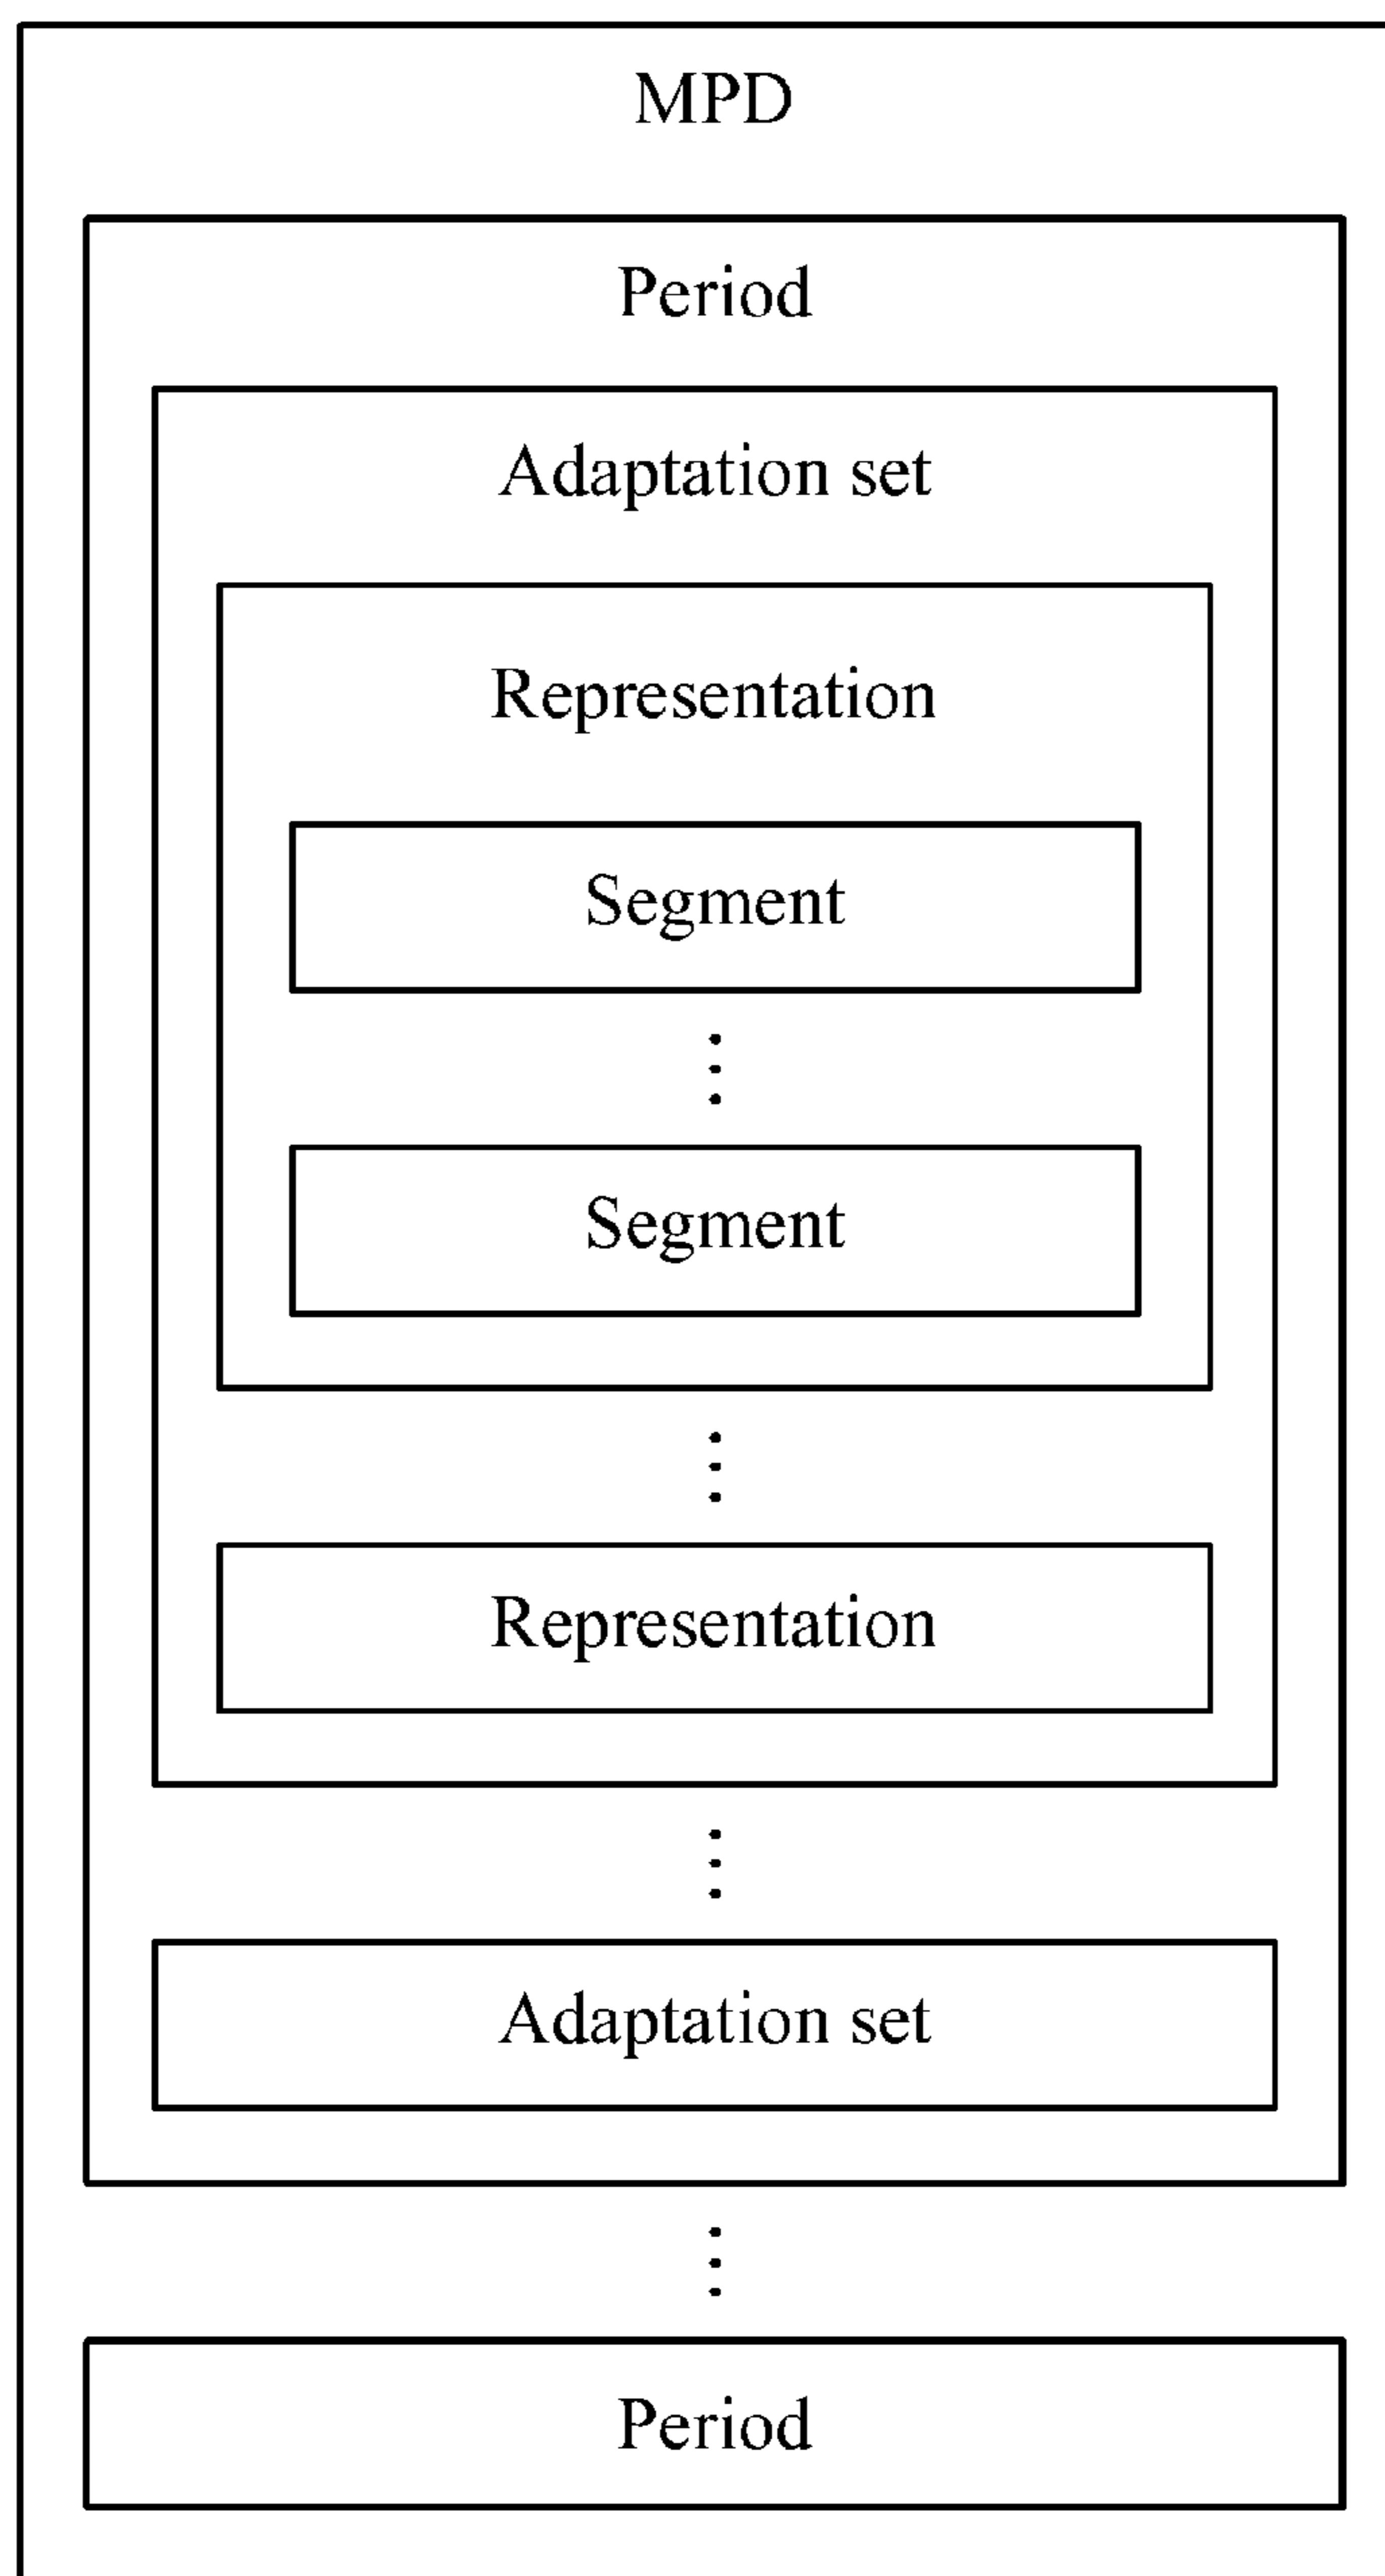 MPD
Period
Adaptation set
Representation
Segment
Segment
Representation
Adaptation set
Period